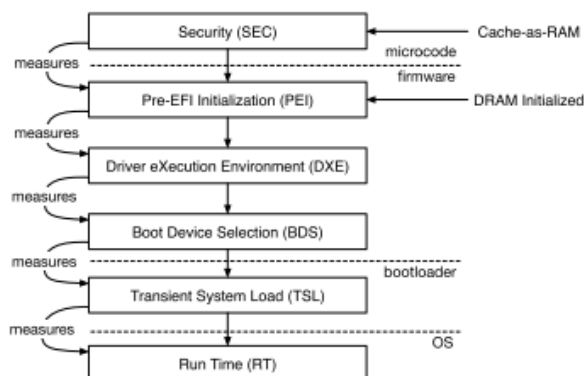 Security (SEC)
Cache-as-RAM
microcode
measures
firmware
Pre-EFI Initialization (PEI)
DRAM Initialized
measures
Driver eXecution Environment (DXE)
measures
Boot Device Selection (BDS)
measures
bootloader
Transient System Load (TSL)
measures
OS
Run Time (RT)